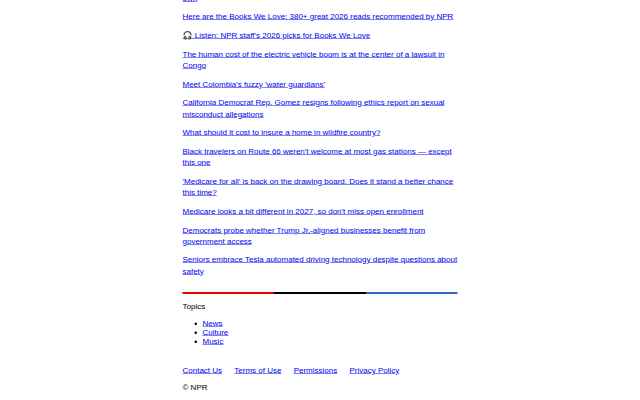 Here are the Books We Love: 380+ great 2026 reads recommended by NPR
🎧 Listen: NPR staff's 2026 picks for Books We Love
The human cost of the electric vehicle boom is at the center of a lawsuit in
Congo
Meet Colombia's fuzzy 'water guardians'
California Democrat Rep. Gomez resigns following ethics report on sexual
misconduct allegations
What should it cost to insure a home in wildfire country?
Black travelers on Route 66 weren't welcome at most gas stations — except
this one
'Medicare for all' is back on the drawing board. Does it stand a better chance
this time?
Medicare looks a bit different in 2027, so don't miss open enrollment
Democrats probe whether Trump Jr.-aligned businesses benefit from
government access
Seniors embrace Tesla automated driving technology despite questions about
safety
Topics
• News
• Culture
• Music
Contact Us Terms of Use Permissions Privacy Policy
© NPR